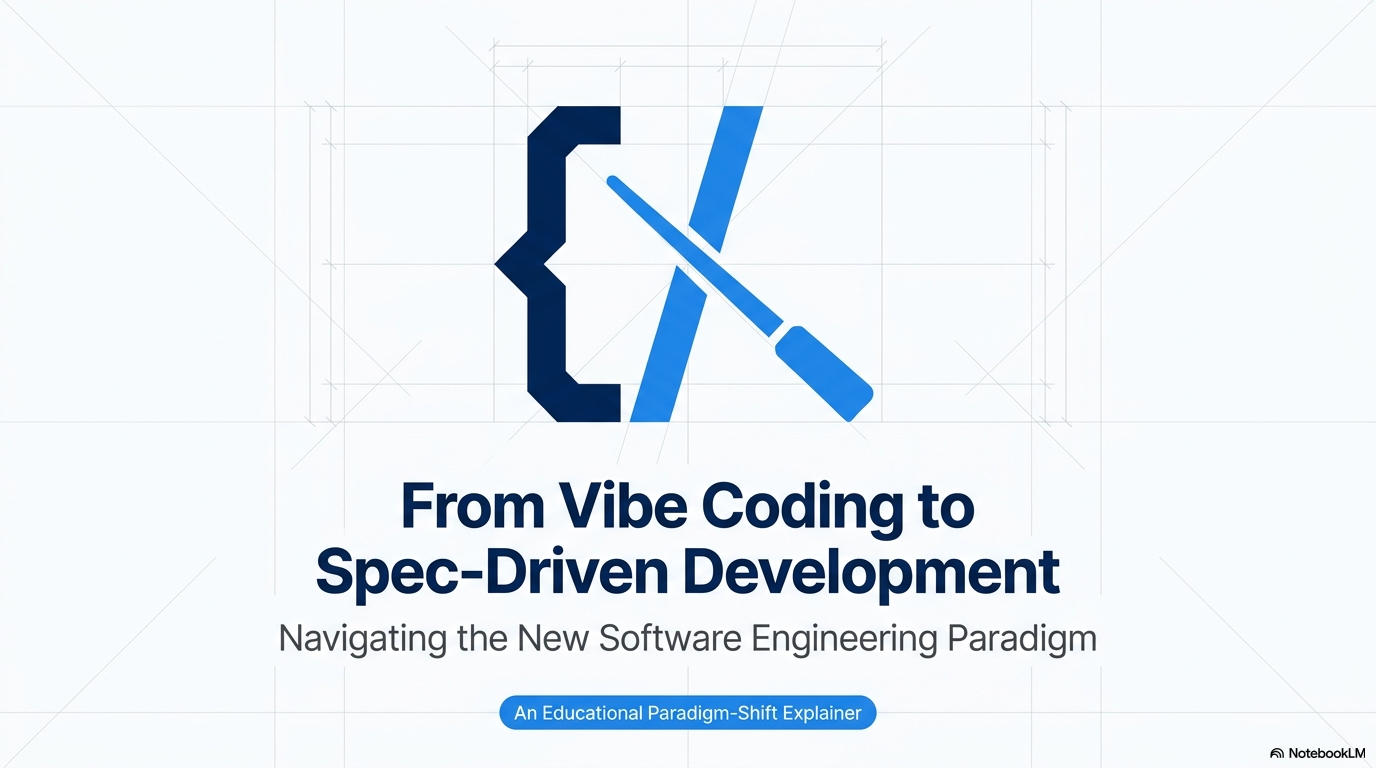 From Vibe Coding to
Spec-Driven Development
Navigating the New Software Engineering Paradigm
An Educational Paradigm-Shift Explainer
NotebookLM